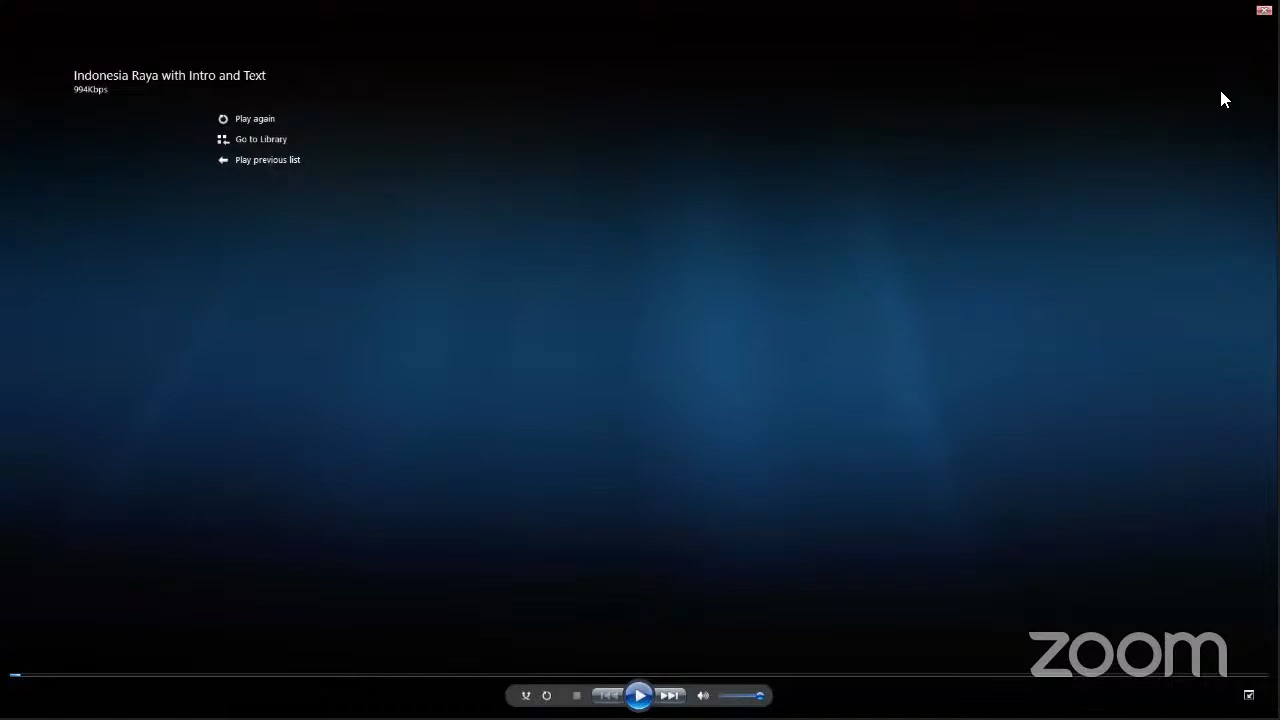 Indonesia Raya with Intro and Text
994Kbps
Play again
Go to Library
Play previous list
zoom